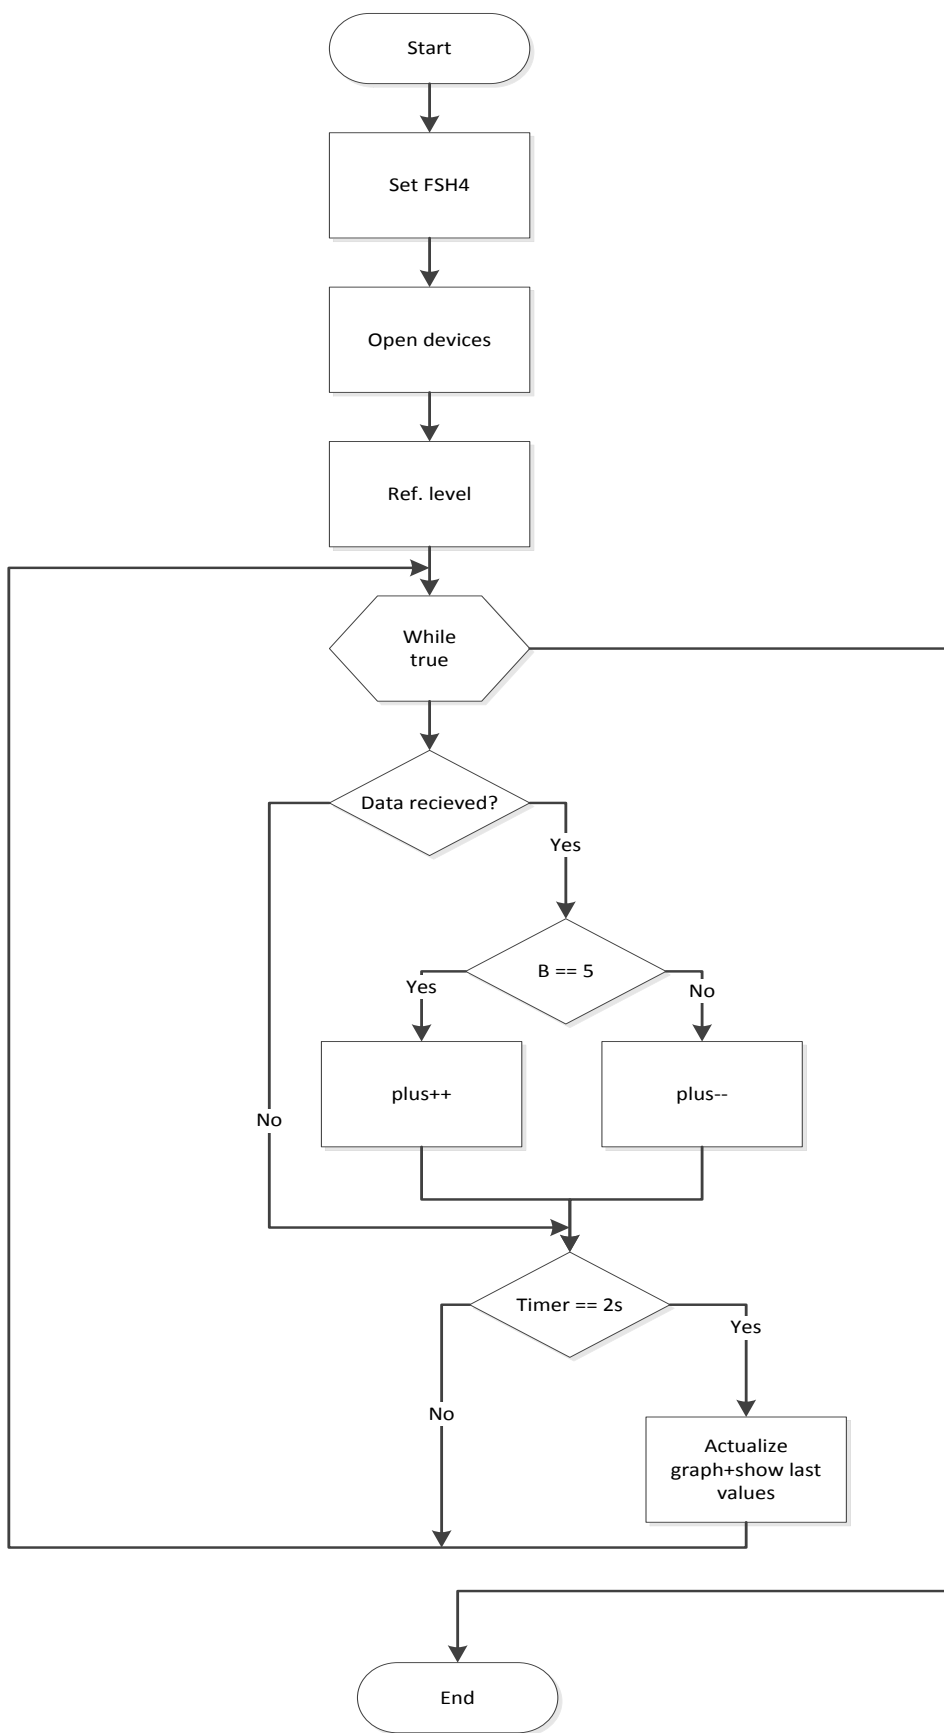 Start
Set FSH4
Open devices
Ref. level
While
true
Data recieved?
Yes
B == 5
Yes
No
plus++
plus--
No
Timer == 2s
Yes
No
Actualize
graph+show last
values
End